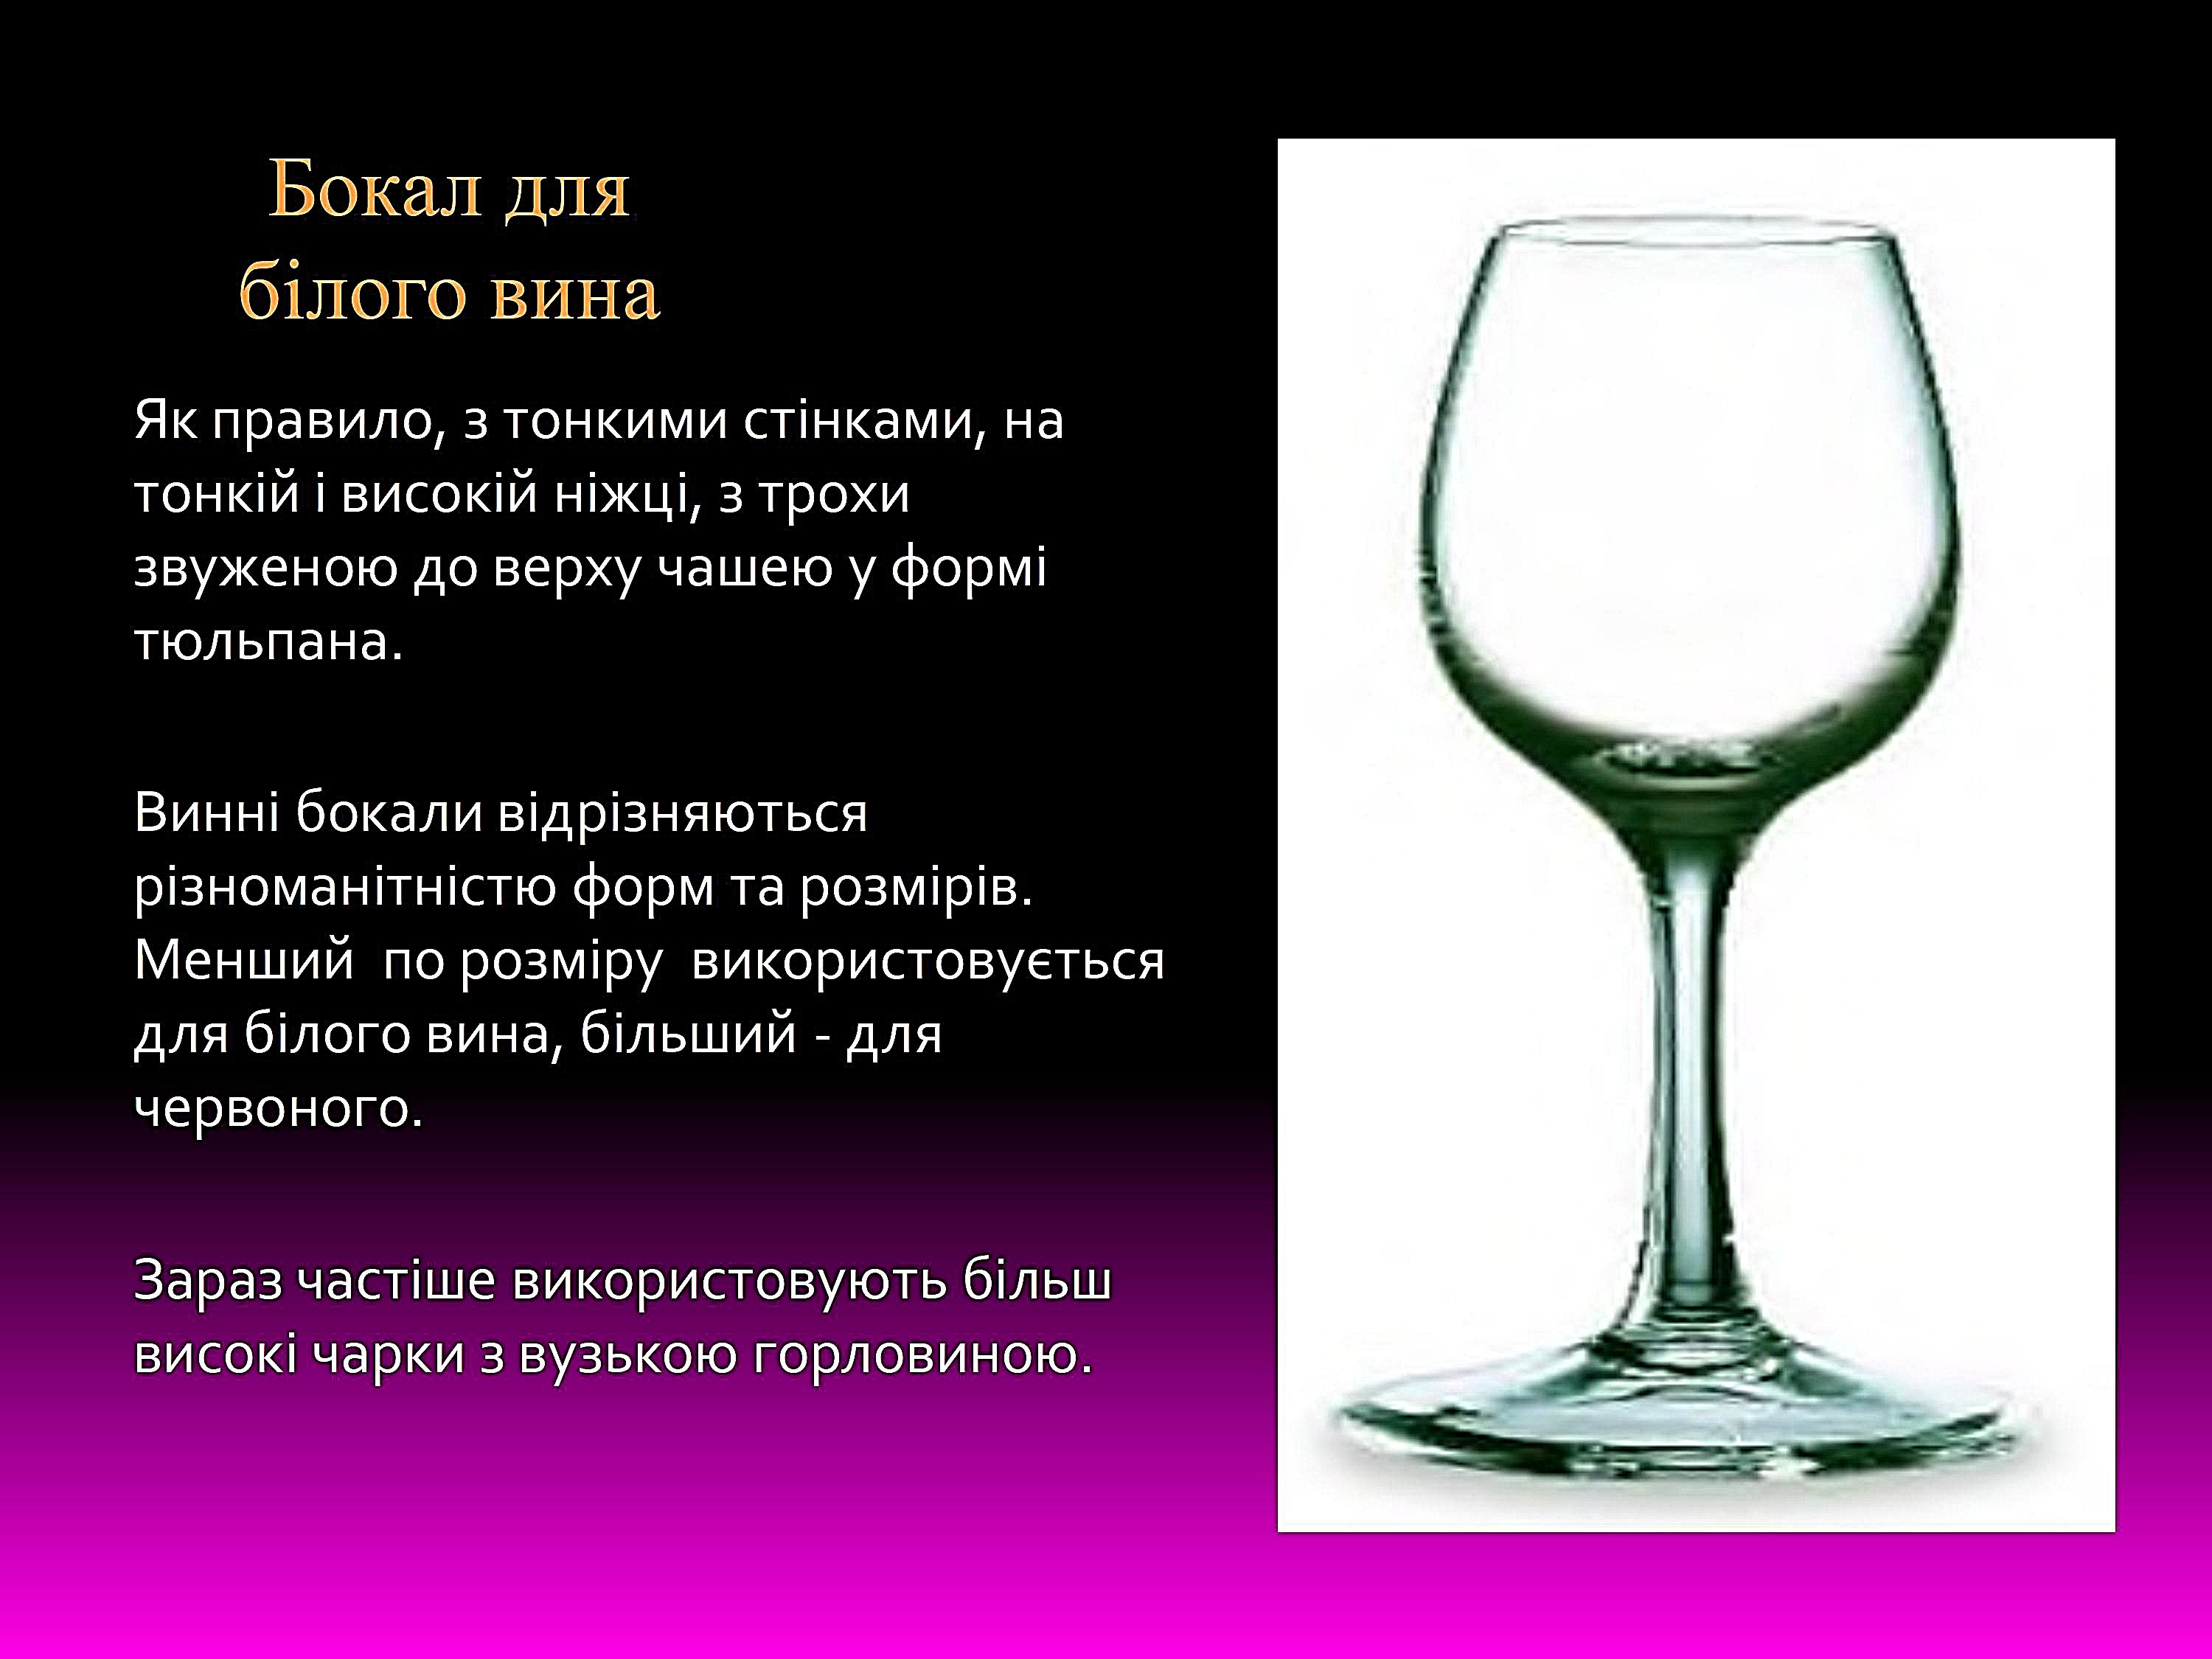 Бокал для
білого вина
Як правило, з тонкими стінками, на
тонкій і високій ніжці, з трохи
звуженою до верху чашею у формі
тюльпана.
Винні бокали відрізняються
різноманітністю форм та розмірів.
Менший  по розміру  використовується
для білого вина, більший - для
червоного.
Зараз частіше використовують більш
високі чарки з вузькою горловиною.